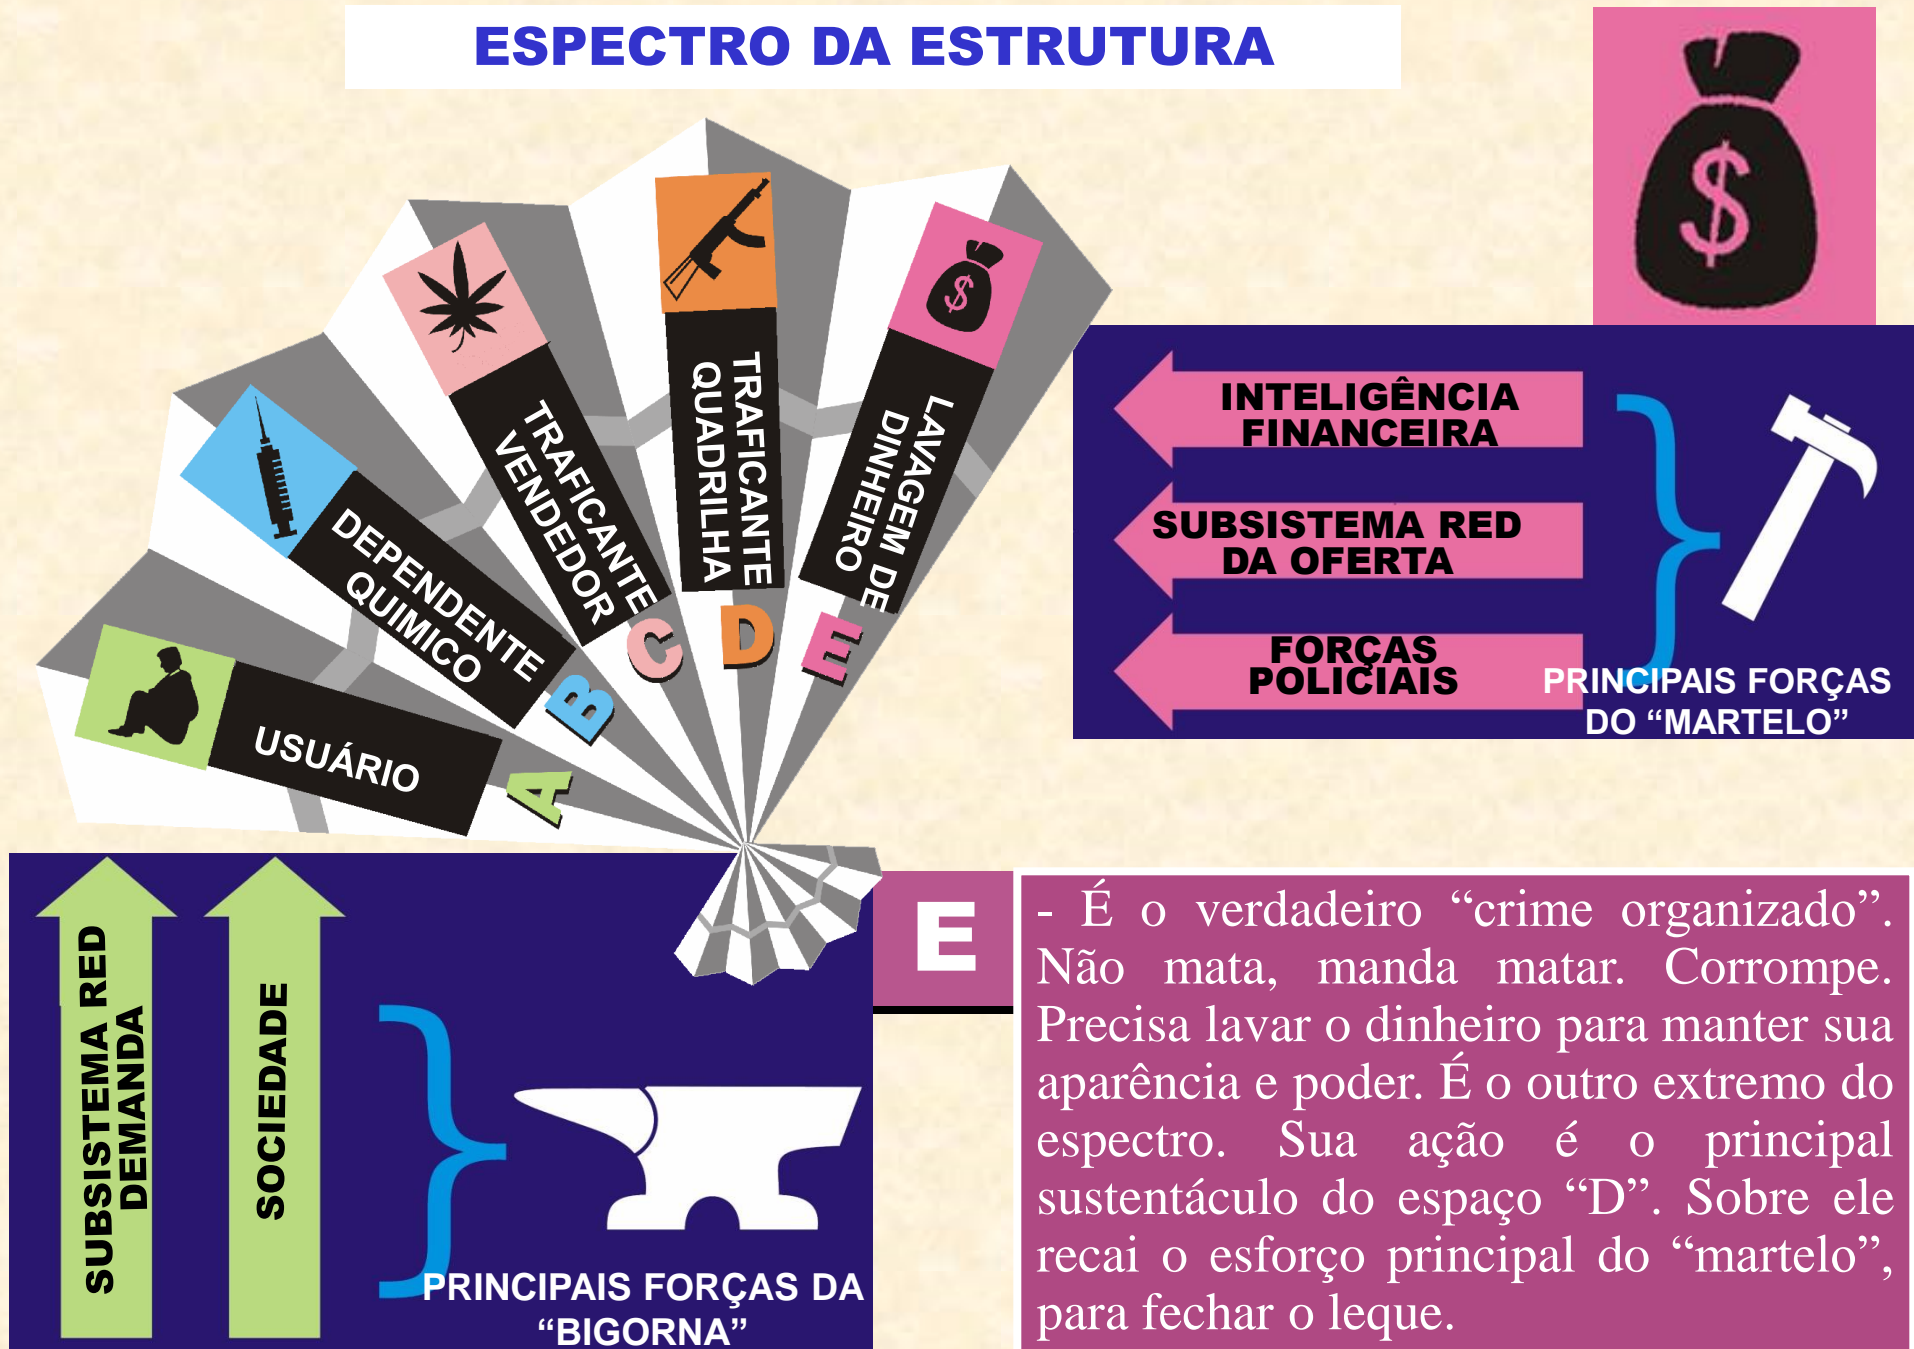 ESPECTRO DA ESTRUTURA
$
USUÁRIO
A
DEPENDENTE
QUIMICO
B
TRAFICANTE
VENDEDOR
C
TRAFICANTE
QUADRILHA
D
$
LAVAGEM DE
DINHEIRO
E
INTELIGÊNCIA
FINANCEIRA
SUBSISTEMA RED
DA OFERTA
FORÇAS
POLICIAIS
PRINCIPAIS FORÇAS
DO “MARTELO”
SUBSISTEMA RED
DEMANDA
SOCIEDADE
PRINCIPAIS FORÇAS DA
“BIGORNA”
E
- É o verdadeiro “crime organizado”.
Não mata, manda matar. Corrompe.
Precisa lavar o dinheiro para manter sua
aparência e poder. É o outro extremo do
espectro. Sua ação é o principal
sustentáculo do espaço “D”. Sobre ele
recai o esforço principal do “martelo”,
para fechar o leque.